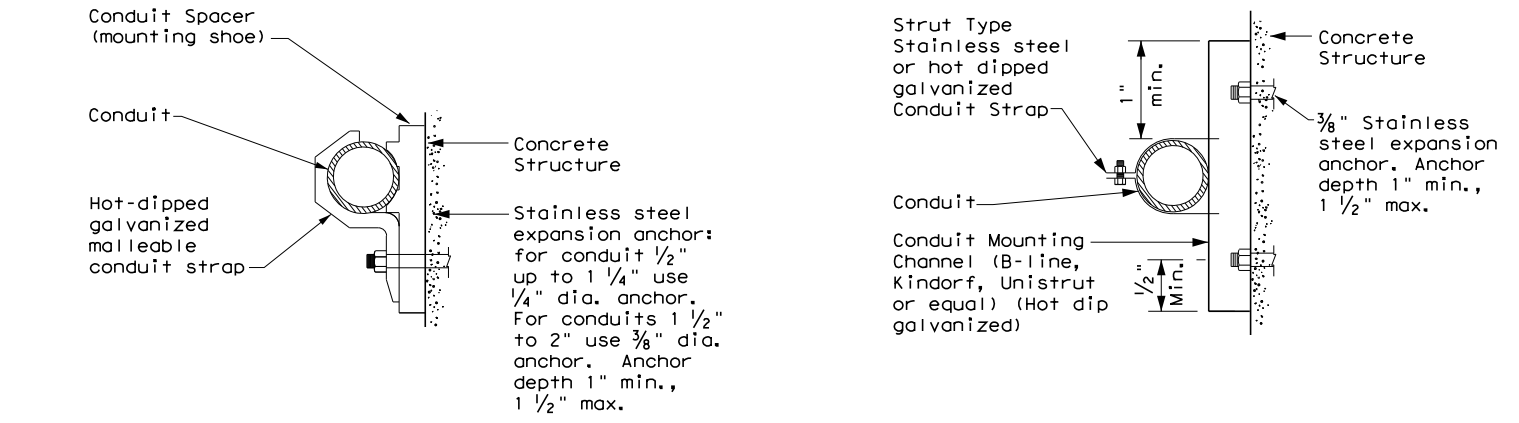 Conduit Spacer
(mounting shoe)
Conduit
Hot-dipped
galvanized
malleable
conduit strap
Concrete
Structure
Stainless steel
expansion anchor:
for conduit 1/2"
up to 1 1/4" use
1/4" dia. anchor.
For conduits 1 1/2"
to 2" use 3/8" dia.
anchor. Anchor
depth 1" min.,
1 1/2" max.
Strut Type
Stainless steel
or hot dipped
galvanized
Conduit Strap
1"
min.
Conduit
Conduit Mounting
Channel (B-line,
Kindorf, Unistrut
or equal) (Hot dip
galvanized)
1/2"
Min.
Concrete
Structure
3/8" Stainless
steel expansion
anchor. Anchor
depth 1" min.,
1 1/2" max.